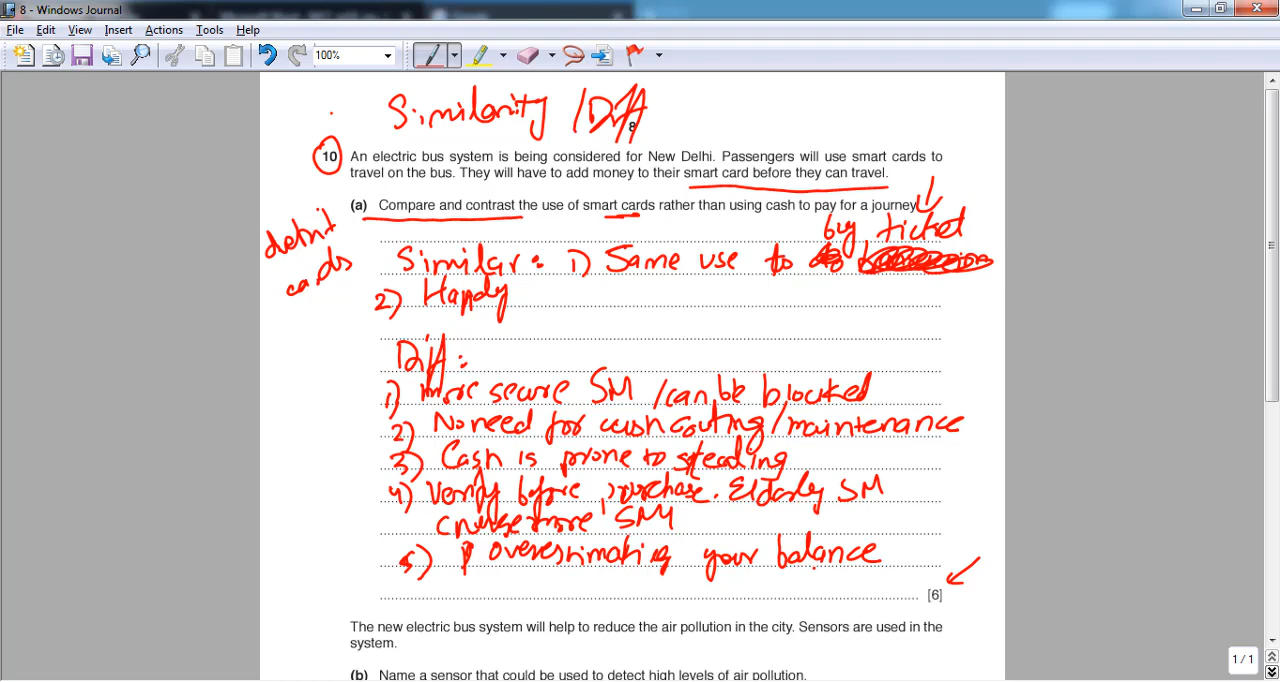 8 - Windows Journal
File Edit View Insert Actions Tools Help
100%
Similarity / Diff
8
10 An electric bus system is being considered for New Delhi. Passengers will use smart cards to
travel on the bus. They will have to add money to their smart card before they can travel.
(a) Compare and contrast the use of smart cards rather than using cash to pay for a journey.
by ticket
cards
Similar : 1) Same use to
2) Handy
Diff :
1) more secure SM / can be blocked
2) No need for cash couting / maintenance
3) Cash is prone to stealing
4) Verify before purchase. Elderly SM
more SM
5) overestimating your balance
[6]
The new electric bus system will help to reduce the air pollution in the city. Sensors are used in the
system.
(b) Name a sensor that could be used to detect high levels of air pollution.
1 / 1